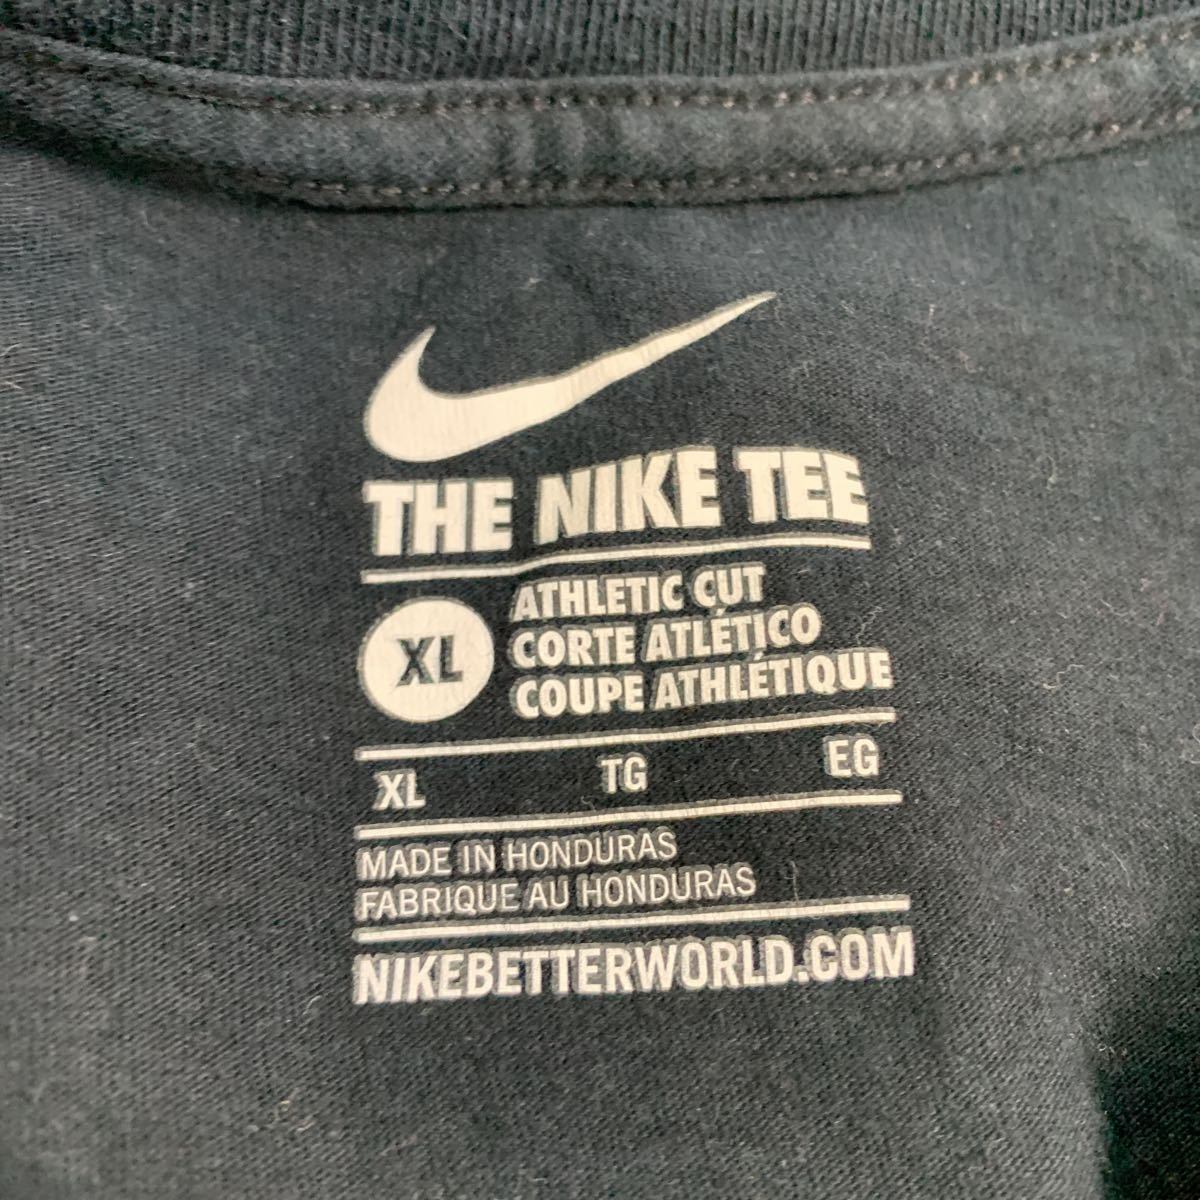 THE NIKE TEE
XL
ATHLETIC CUT
CORTE ATLÉTICO
COUPE ATHLÉTIQUE
XL TG EG
MADE IN HONDURAS
FABRIQUE AU HONDURAS
NIKEBETTERWORLD.COM